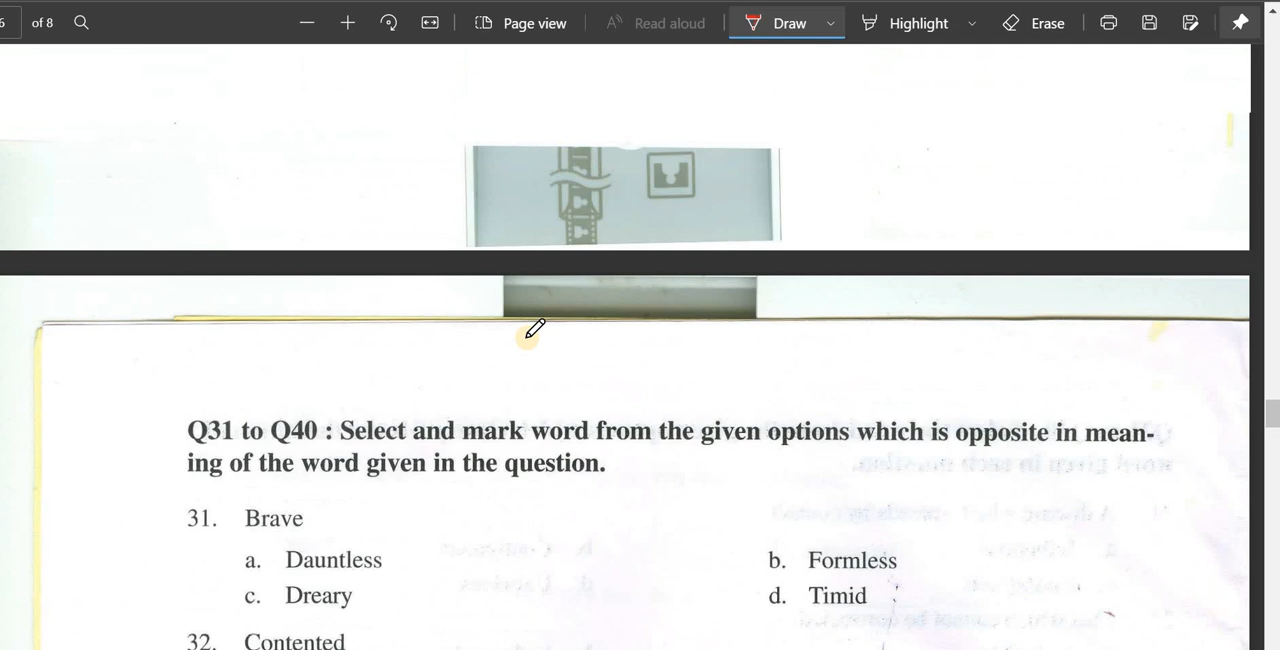 6 of 8 Page view Read aloud Draw Highlight Erase
Q31 to Q40 : Select and mark word from the given options which is opposite in mean-
ing of the word given in the question.
31. Brave
a. Dauntless b. Formless
c. Dreary d. Timid
32. Contented